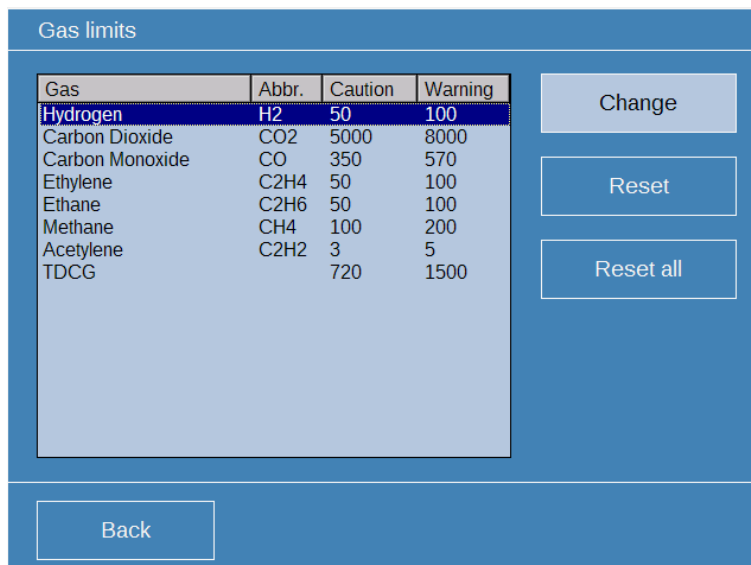 Gas limits
Gas Abbr. Caution Warning
Hydrogen H2 50 100
Carbon Dioxide CO2 5000 8000
Carbon Monoxide CO 350 570
Ethylene C2H4 50 100
Ethane C2H6 50 100
Methane CH4 100 200
Acetylene C2H2 3 5
TDCG 720 1500
Change
Reset
Reset all
Back